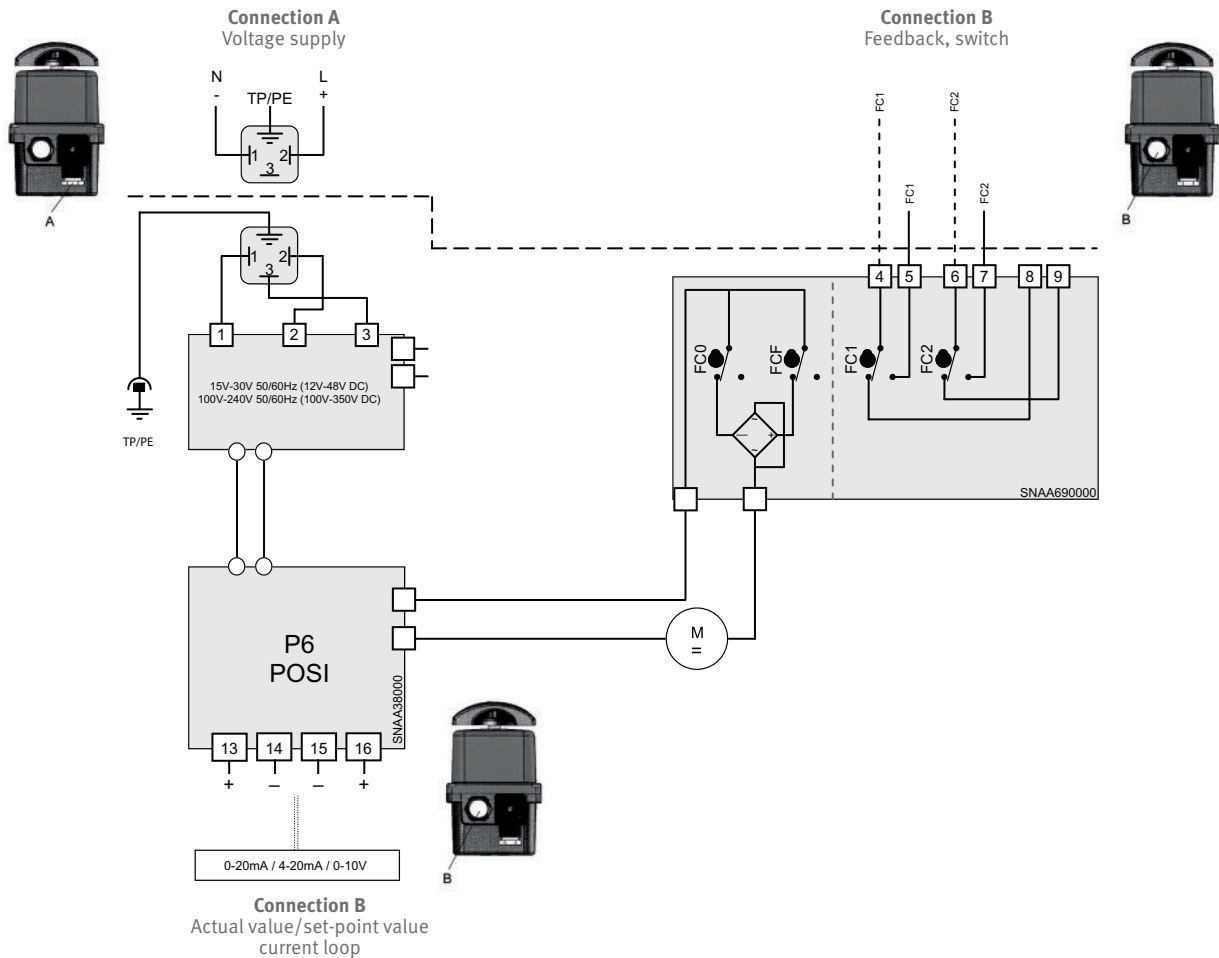 Connection A
Voltage supply
Connection B
Feedback, switch
N
-
TP/PE
L
+
1
2
3
A
FC1
FC2
FC1
FC2
B
1
2
3
4
5
6
7
8
9
1
2
3
15V-30V 50/60Hz (12V-48V DC)
100V-240V 50/60Hz (100V-350V DC)
TP/PE
FC0
FCF
FC1
FC2
~
—
+
~
SNAA690000
P6
POSI
SNAA38000
M
=
13
14
15
16
+
–
–
+
0-20mA / 4-20mA / 0-10V
B
Connection B
Actual value/set-point value
current loop